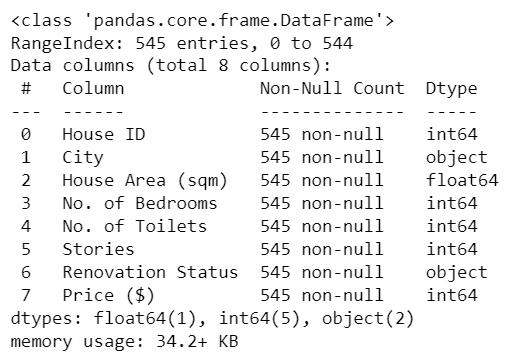 <class 'pandas.core.frame.DataFrame'>
RangeIndex: 545 entries, 0 to 544
Data columns (total 8 columns):
 #   Column             Non-Null Count  Dtype
---  ------             --------------  -----
 0   House ID           545 non-null    int64
 1   City               545 non-null    object
 2   House Area (sqm)   545 non-null    float64
 3   No. of Bedrooms    545 non-null    int64
 4   No. of Toilets     545 non-null    int64
 5   Stories            545 non-null    int64
 6   Renovation Status  545 non-null    object
 7   Price ($)          545 non-null    int64
dtypes: float64(1), int64(5), object(2)
memory usage: 34.2+ KB